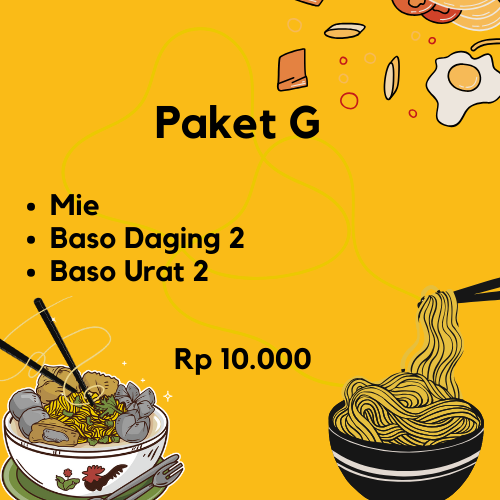 Paket G
• Mie
• Baso Daging 2
• Baso Urat 2
Rp 10.000